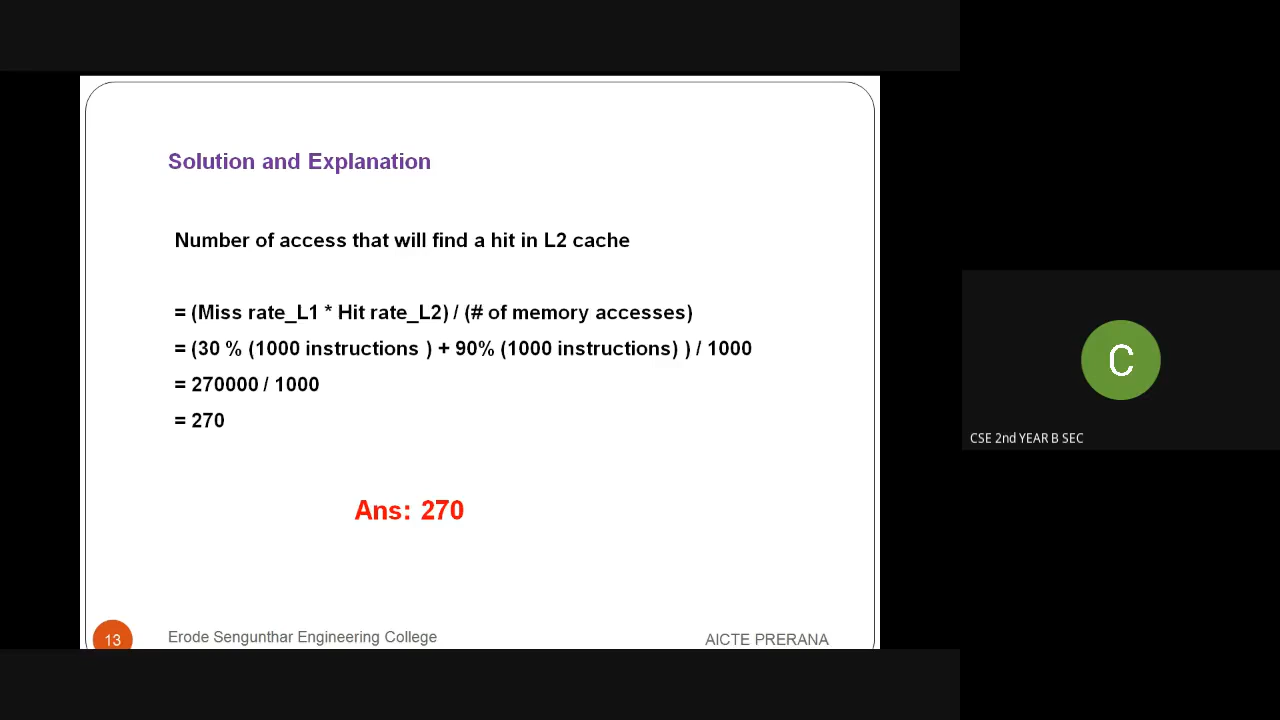 Solution and Explanation
Number of access that will find a hit in L2 cache
= (Miss rate_L1 * Hit rate_L2) / (# of memory accesses)
= (30 % (1000 instructions ) + 90% (1000 instructions) ) / 1000
= 270000 / 1000
= 270
Ans: 270
13
Erode Sengunthar Engineering College
AICTE PRERANA
C
CSE 2nd YEAR B SEC